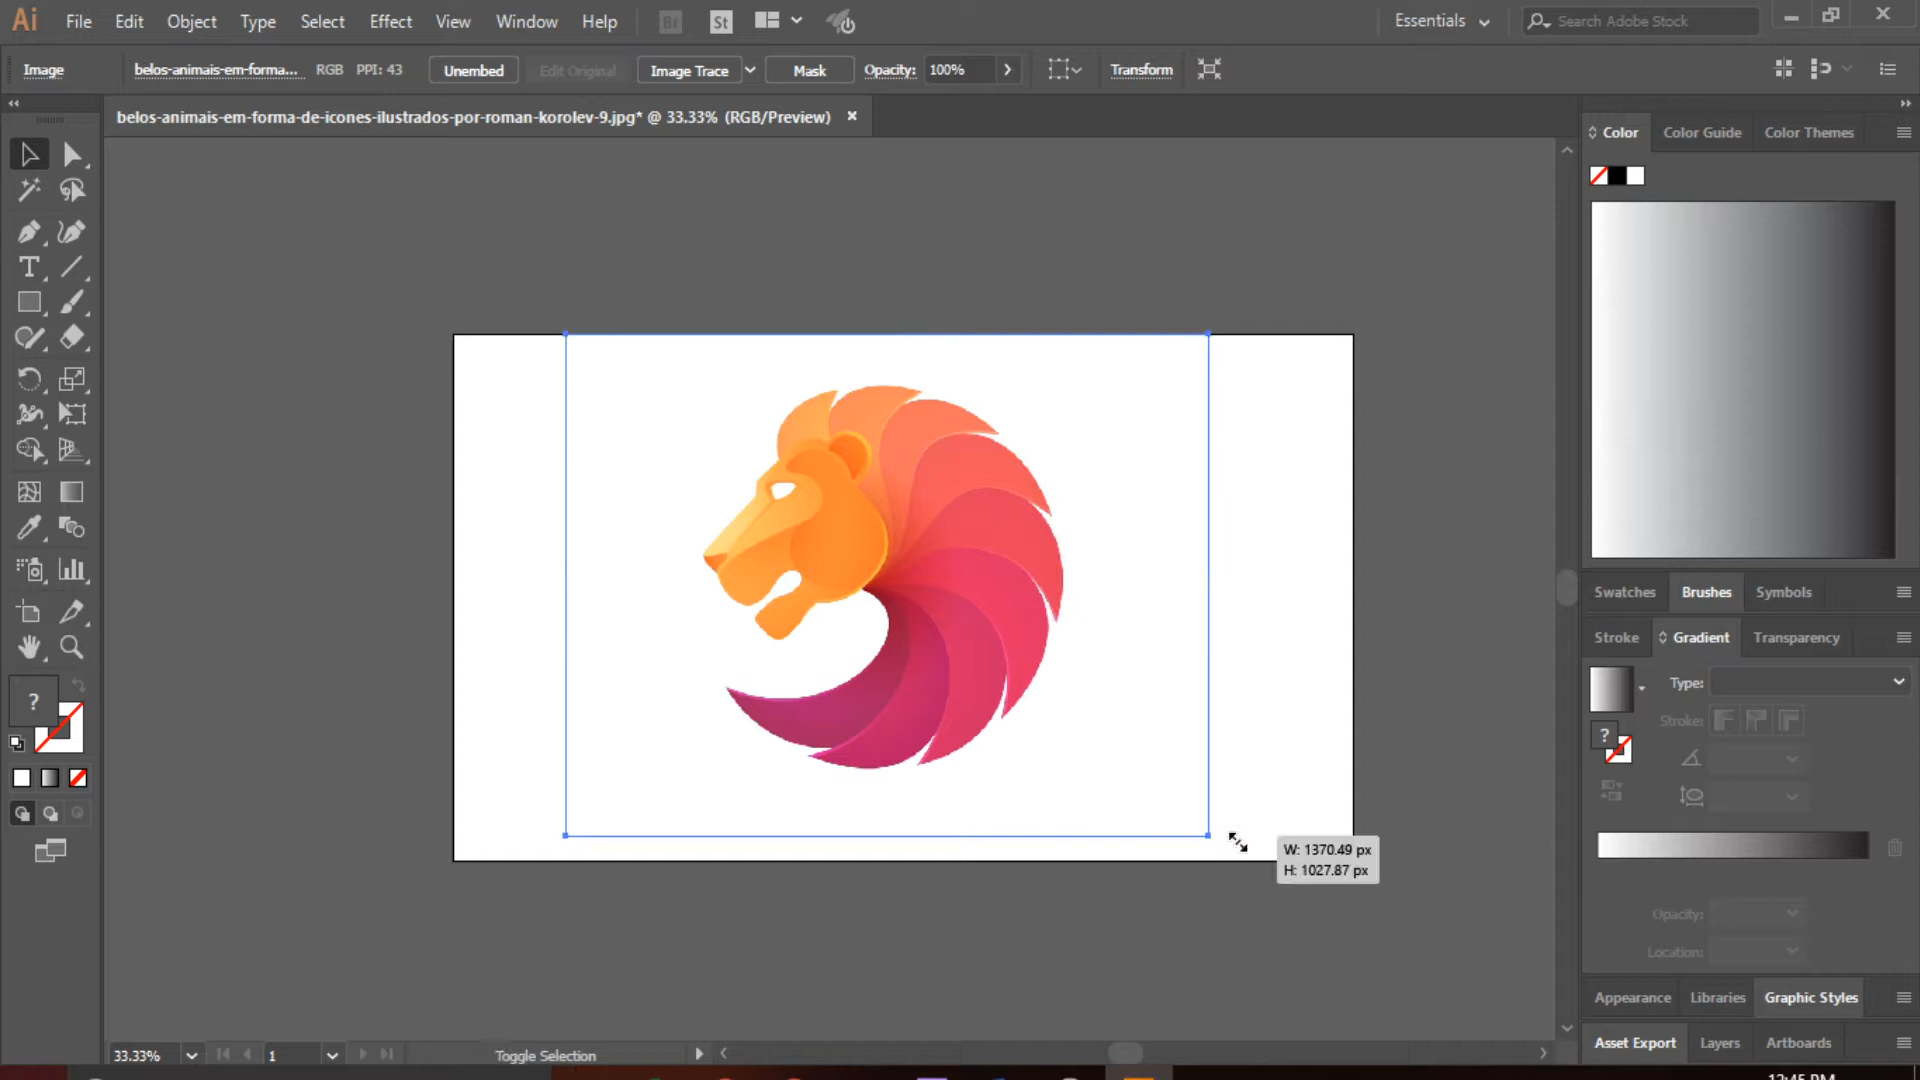 Ai File Edit Object Type Select Effect View Window Help Br St Essentials Search Adobe Stock
Image belos-animais-em-forma... RGB PPI: 43 Unembed Edit Original Image Trace Mask Opacity: 100% Transform
belos-animais-em-forma-de-icones-ilustrados-por-roman-korolev-9.jpg* @ 33.33% (RGB/Preview)
Color Color Guide Color Themes
T
Swatches Brushes Symbols
Stroke Gradient Transparency
Type:
Stroke:
?
?
W: 1370.49 px
H: 1027.87 px
Opacity:
Location:
Appearance Libraries Graphic Styles
Asset Export Layers Artboards
33.33% 1 Toggle Selection
12:45 PM